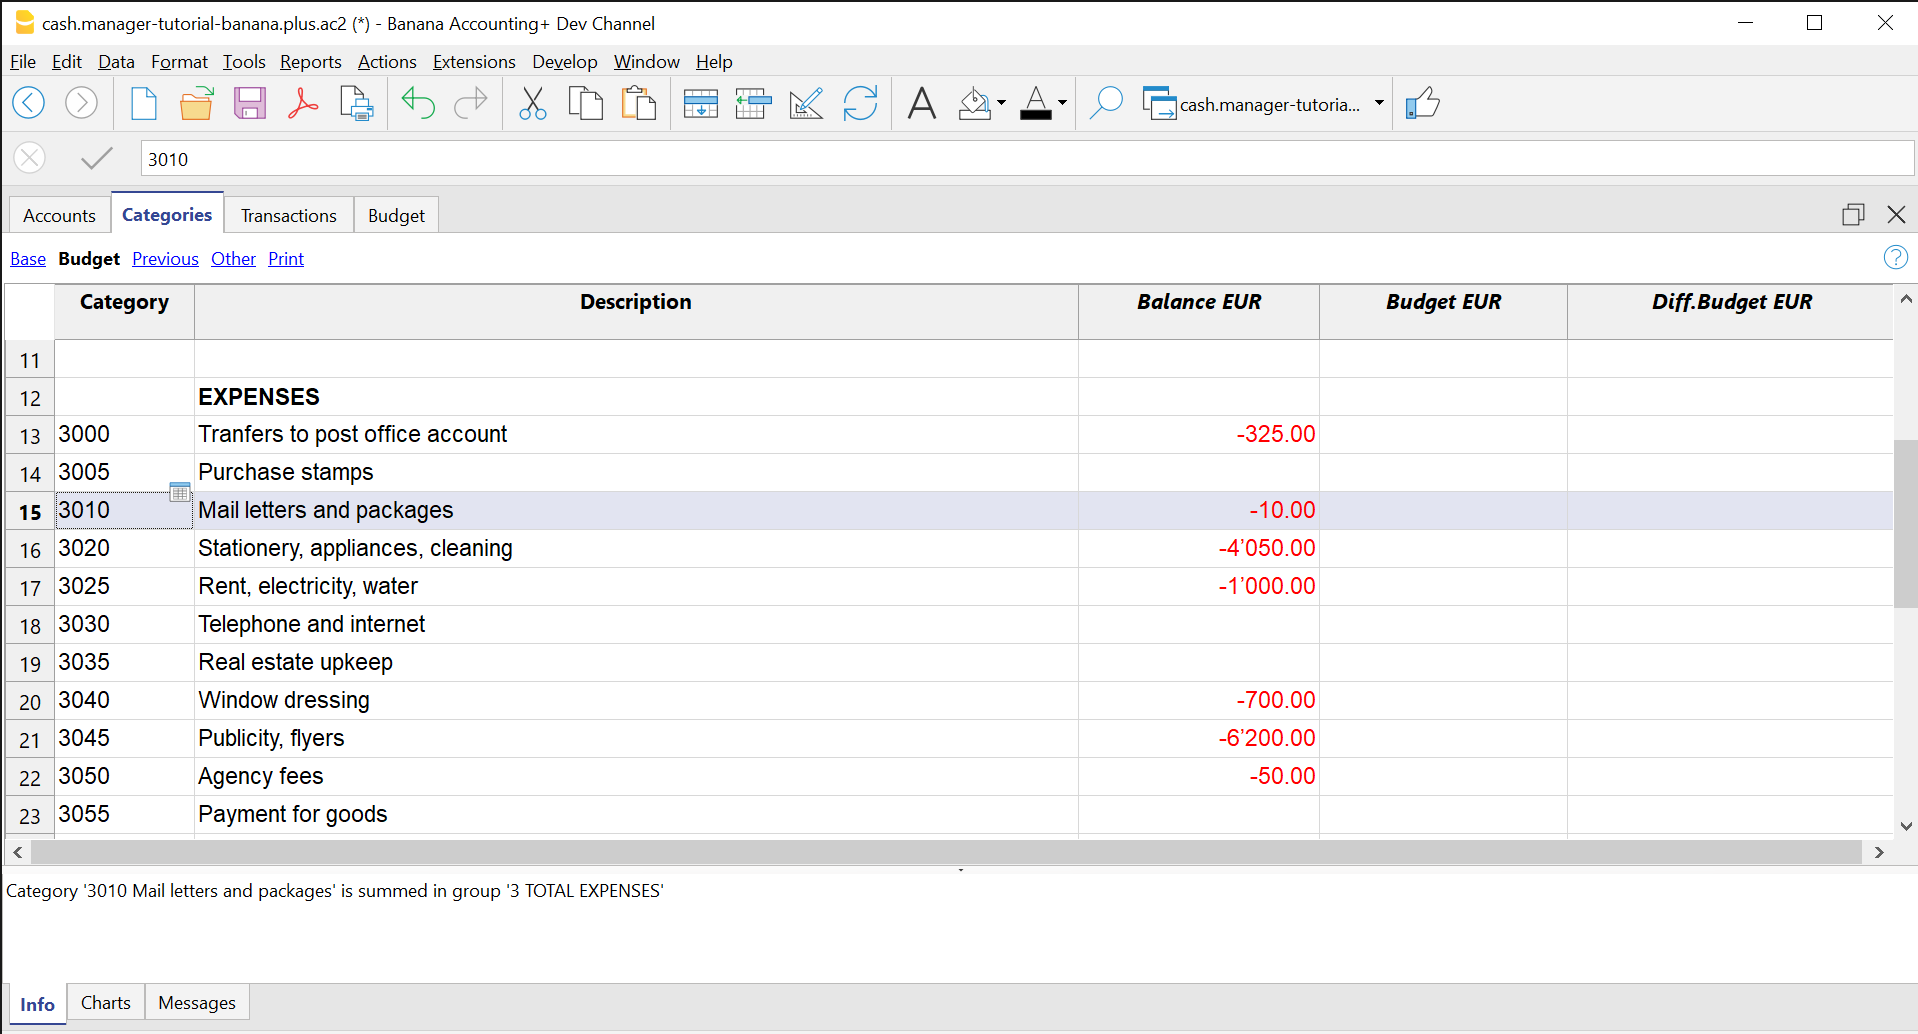 cash.manager-tutorial-banana.plus.ac2 (*) - Banana Accounting+ Dev Channel
File Edit Data Format Tools Reports Actions Extensions Develop Window Help
cash.manager-tutoria...
3010
Accounts Categories Transactions Budget
Base Budget Previous Other Print
Category Description Balance EUR Budget EUR Diff.Budget EUR
11
12 EXPENSES
13 3000 Tranfers to post office account -325.00
14 3005 Purchase stamps
15 3010 Mail letters and packages -10.00
16 3020 Stationery, appliances, cleaning -4’050.00
17 3025 Rent, electricity, water -1’000.00
18 3030 Telephone and internet
19 3035 Real estate upkeep
20 3040 Window dressing -700.00
21 3045 Publicity, flyers -6’200.00
22 3050 Agency fees -50.00
23 3055 Payment for goods
Category '3010 Mail letters and packages' is summed in group '3 TOTAL EXPENSES'
Info Charts Messages